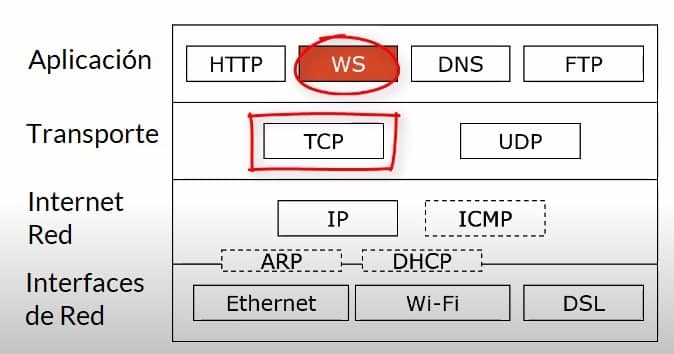 Aplicación
HTTP WS DNS FTP
Transporte
TCP UDP
Internet
Red
IP ICMP
ARP DHCP
Interfaces
de Red
Ethernet Wi-Fi DSL